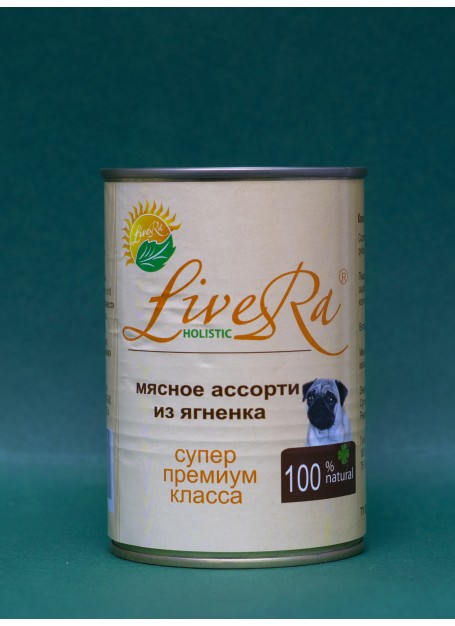 LiveRa
LiveRa®
HOLISTIC
мясное ассорти
из ягненка
супер
премиум
класса
100 % natural